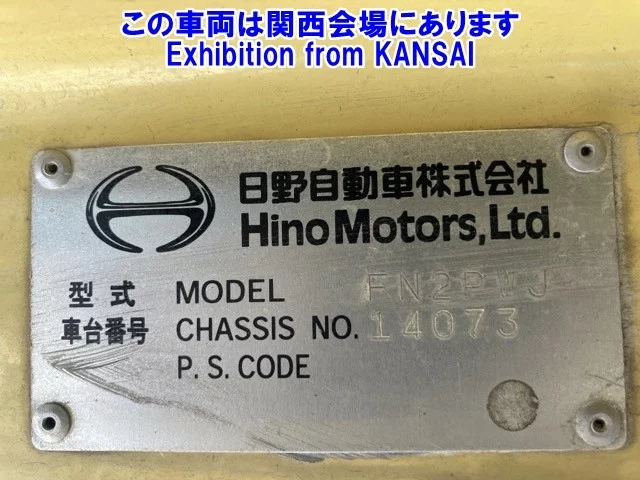 この車両は関西会場にあります
Exhibition from KANSAI
日野自動車株式会社
Hino Motors, Ltd.
型式 MODEL FN2PWJ
車台番号 CHASSIS NO. 14073
P. S. CODE